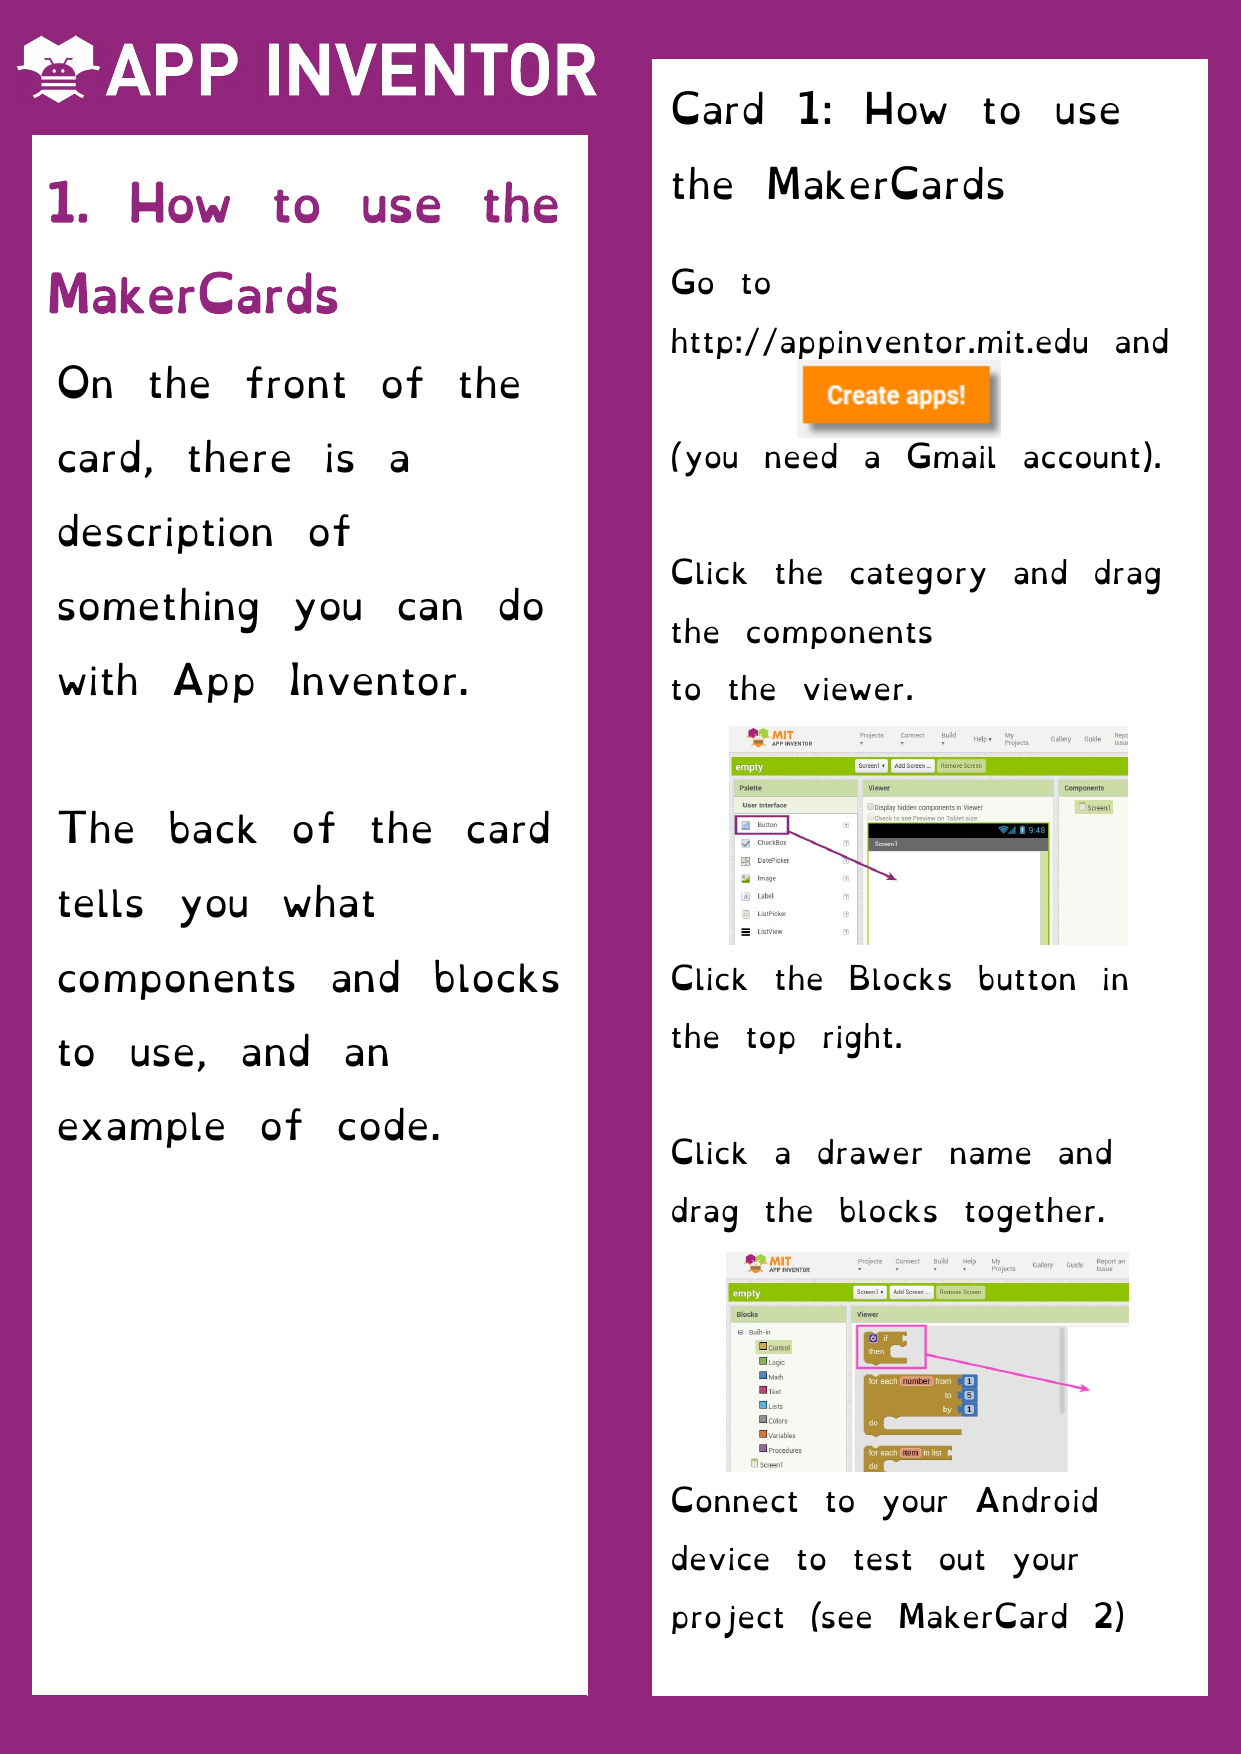 APP INVENTOR
1. How to use the
MakerCards
On the front of the
card, there is a
description of
something you can do
with App Inventor.
The back of the card
tells you what
components and blocks
to use, and an
example of code.
Card 1: How to use
the MakerCards
Go to
http://appinventor.mit.edu and
Create apps!
(you need a Gmail account).
Click the category and drag
the components
to the viewer.
MIT
APP INVENTOR
Projects Connect Build Help My Projects Gallery Guide
empty
Screen1 Add Screen ... Remove Screen
Palette Viewer Components
User Interface
Display hidden components in Viewer
Screen1
Check to see Preview on Tablet size.
Button
9:48
CheckBox
Screen1
DatePicker
Image
Label
ListPicker
ListView
Click the Blocks button in
the top right.
Click a drawer name and
drag the blocks together.
MIT
APP INVENTOR
Projects Connect Build Help My Projects Gallery Guide Report an Issue
empty
Screen1 Add Screen ... Remove Screen
Blocks Viewer
Built-in
if
Control
then
Logic
Math
for each number from 1
Text
to 5
Lists
by 1
Colors
do
Variables
Procedures
for each item in list
Screen1
do
Connect to your Android
device to test out your
project (see MakerCard 2)